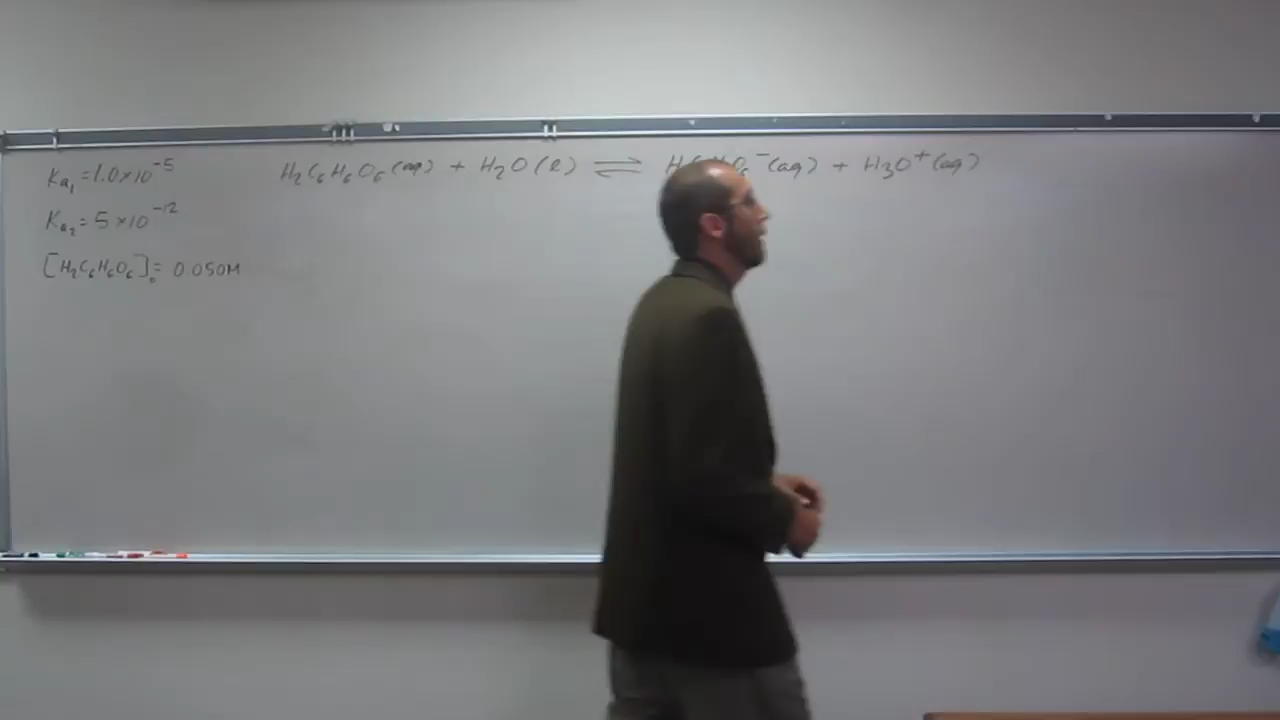 Ka₁ = 1.0 × 10⁻⁵ H₂C₆H₆O₆(aq) + H₂O(l) ⇌ (aq) + H₃O⁺(aq)
Ka₂ = 5 × 10⁻¹²
[H₂C₆H₆O₆]₀ = 0.050M